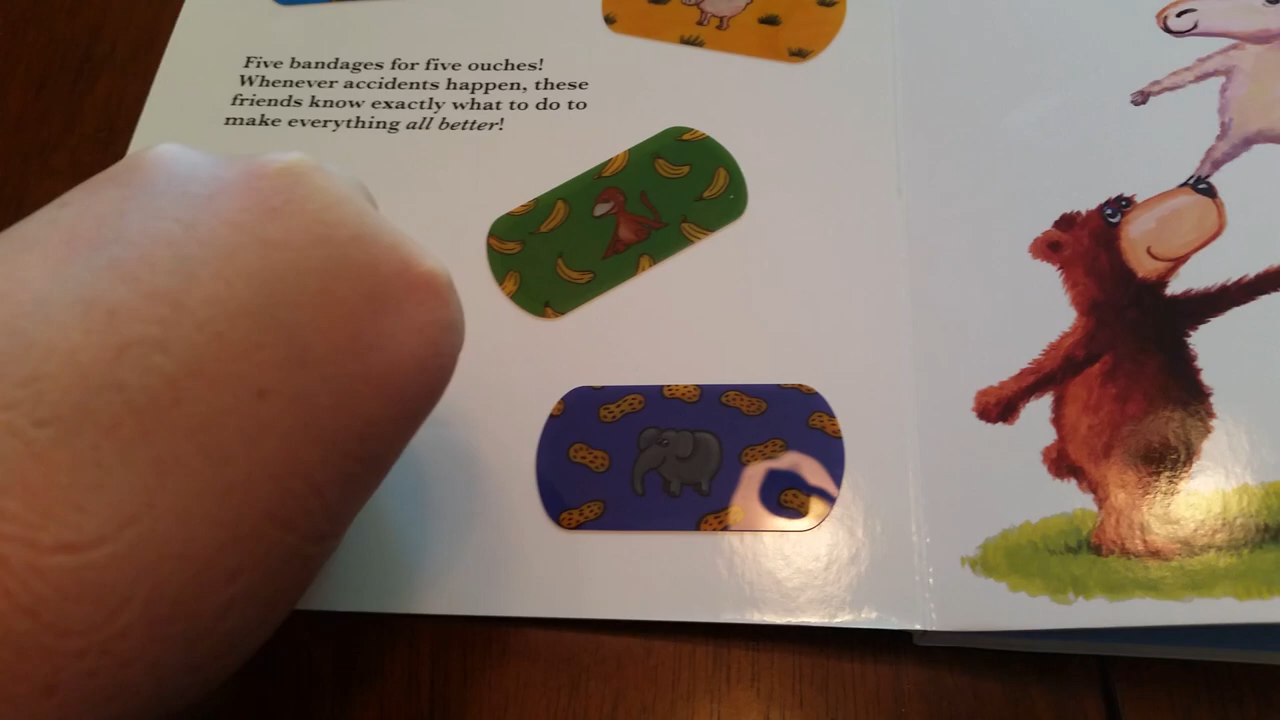 Five bandages for five ouches!
Whenever accidents happen, these
friends know exactly what to do to
make everything all better!